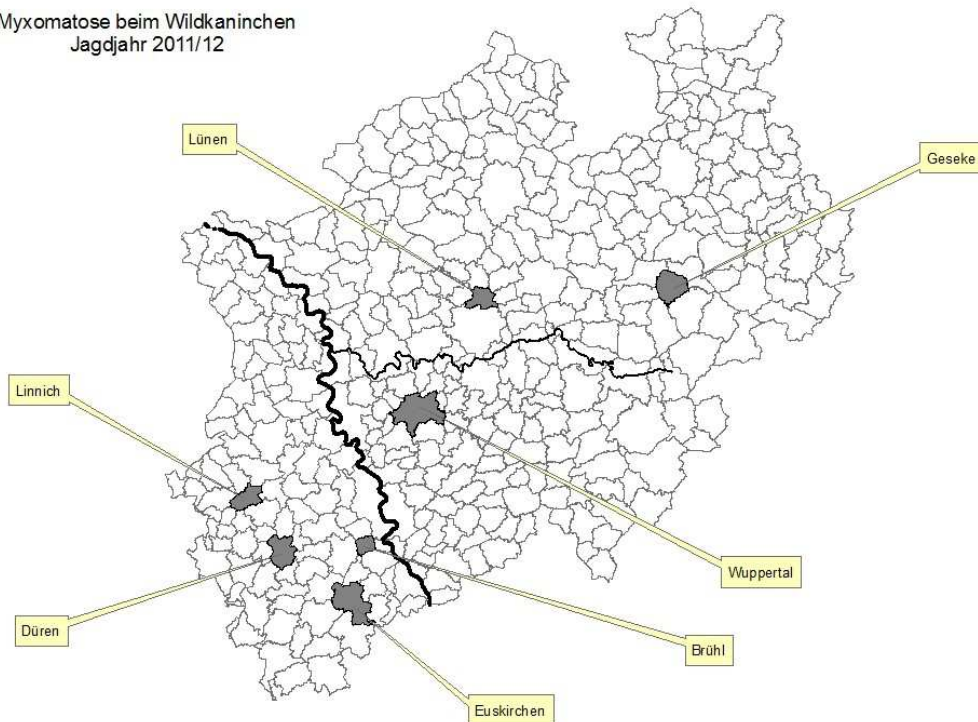 Myxomatose beim Wildkaninchen
Jagdjahr 2011/12
Lünen
Geseke
Linnich
Wuppertal
Düren
Brühl
Euskirchen